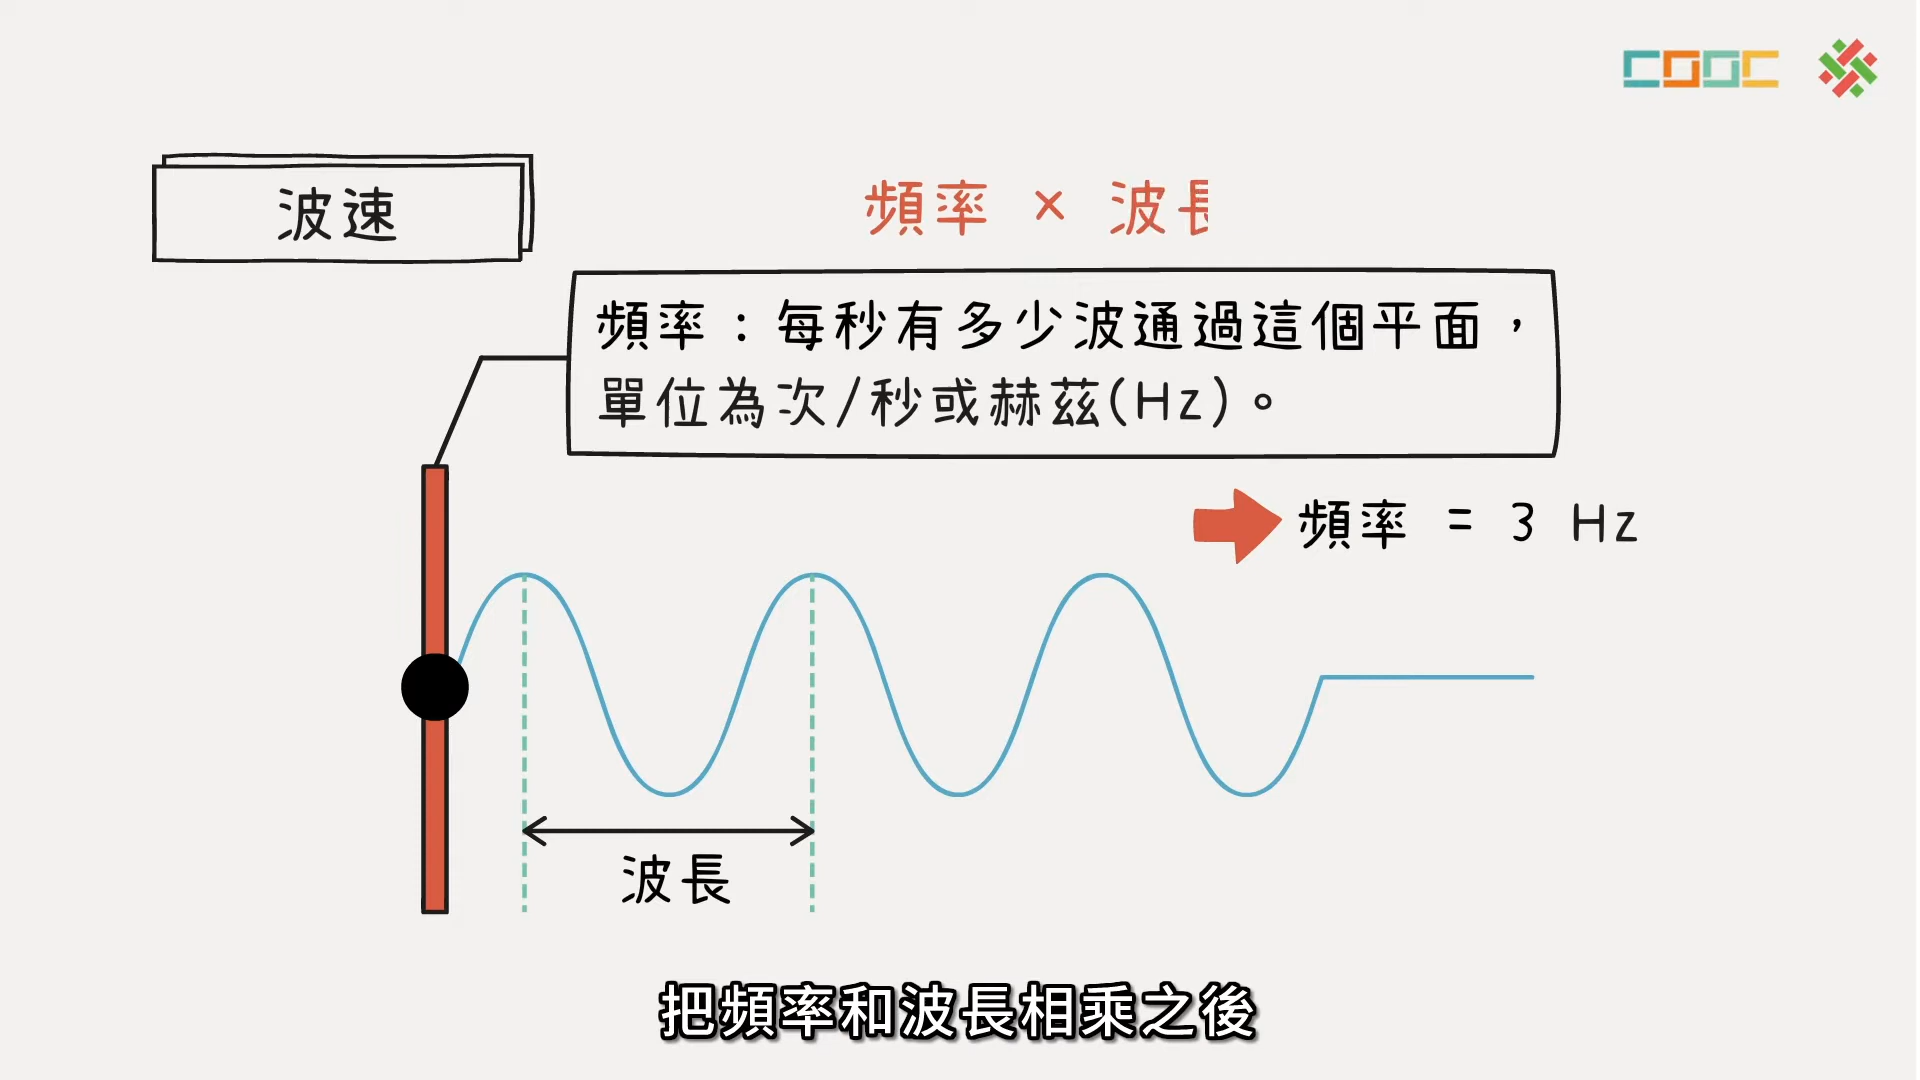 COOC
波速
頻率 × 波長
頻率：每秒有多少波通過這個平面，
單位為次/秒或赫茲(Hz)。
頻率 = 3 Hz
波長
把頻率和波長相乘之後